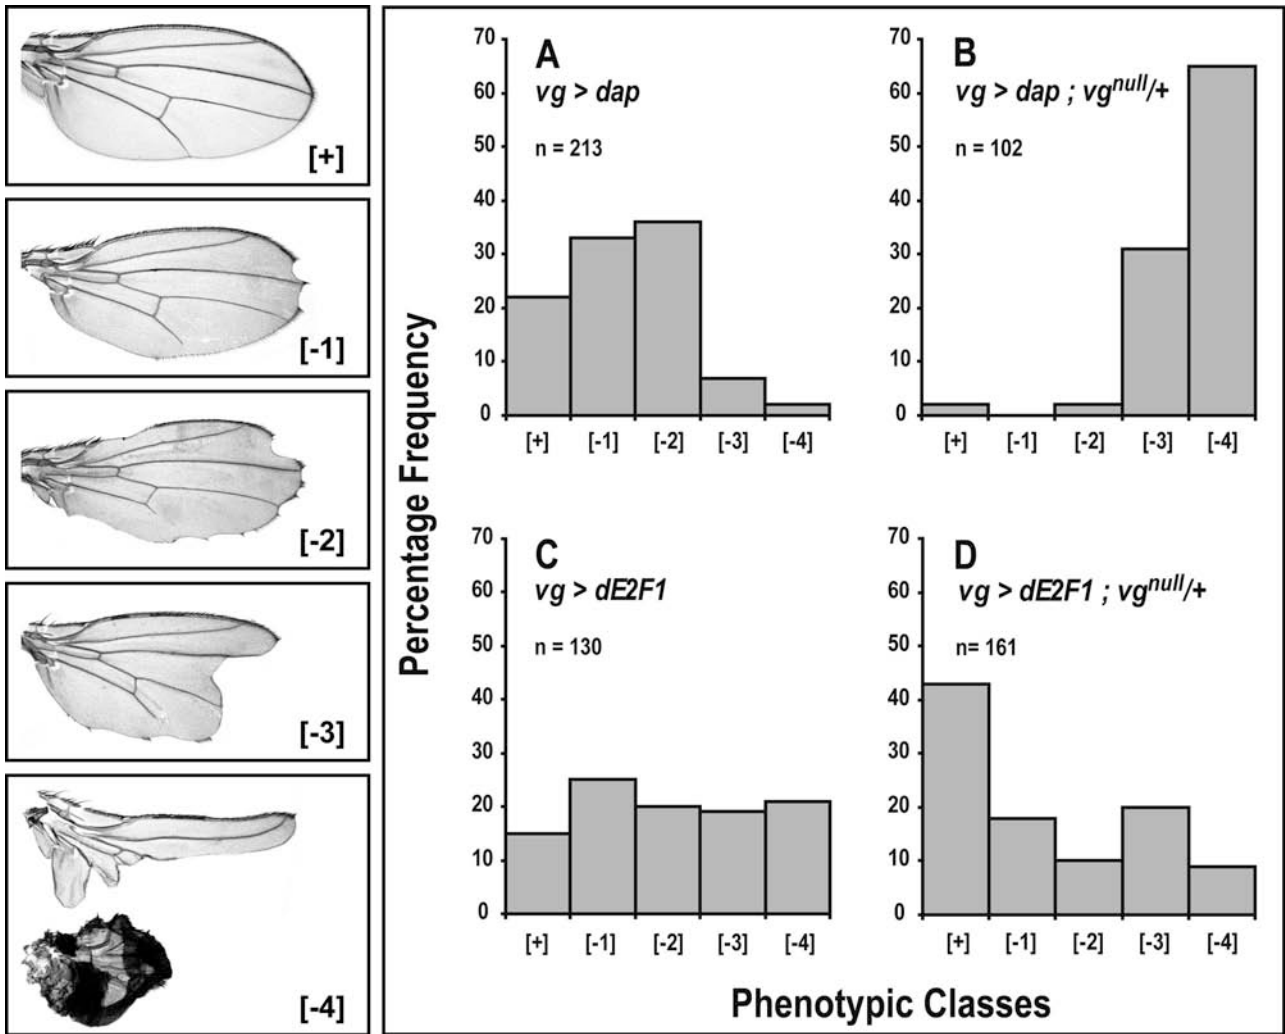 [+]
[-1]
[-2]
[-3]
[-4]
Percentage Frequency
A
vg > dap
n = 213
70
60
50
40
30
20
10
0
[+] [-1] [-2] [-3] [-4]
B
vg > dap ; vgnull/+
n = 102
70
60
50
40
30
20
10
0
[+] [-1] [-2] [-3] [-4]
C
vg > dE2F1
n = 130
70
60
50
40
30
20
10
0
[+] [-1] [-2] [-3] [-4]
D
vg > dE2F1 ; vgnull/+
n= 161
70
60
50
40
30
20
10
0
[+] [-1] [-2] [-3] [-4]
Phenotypic Classes